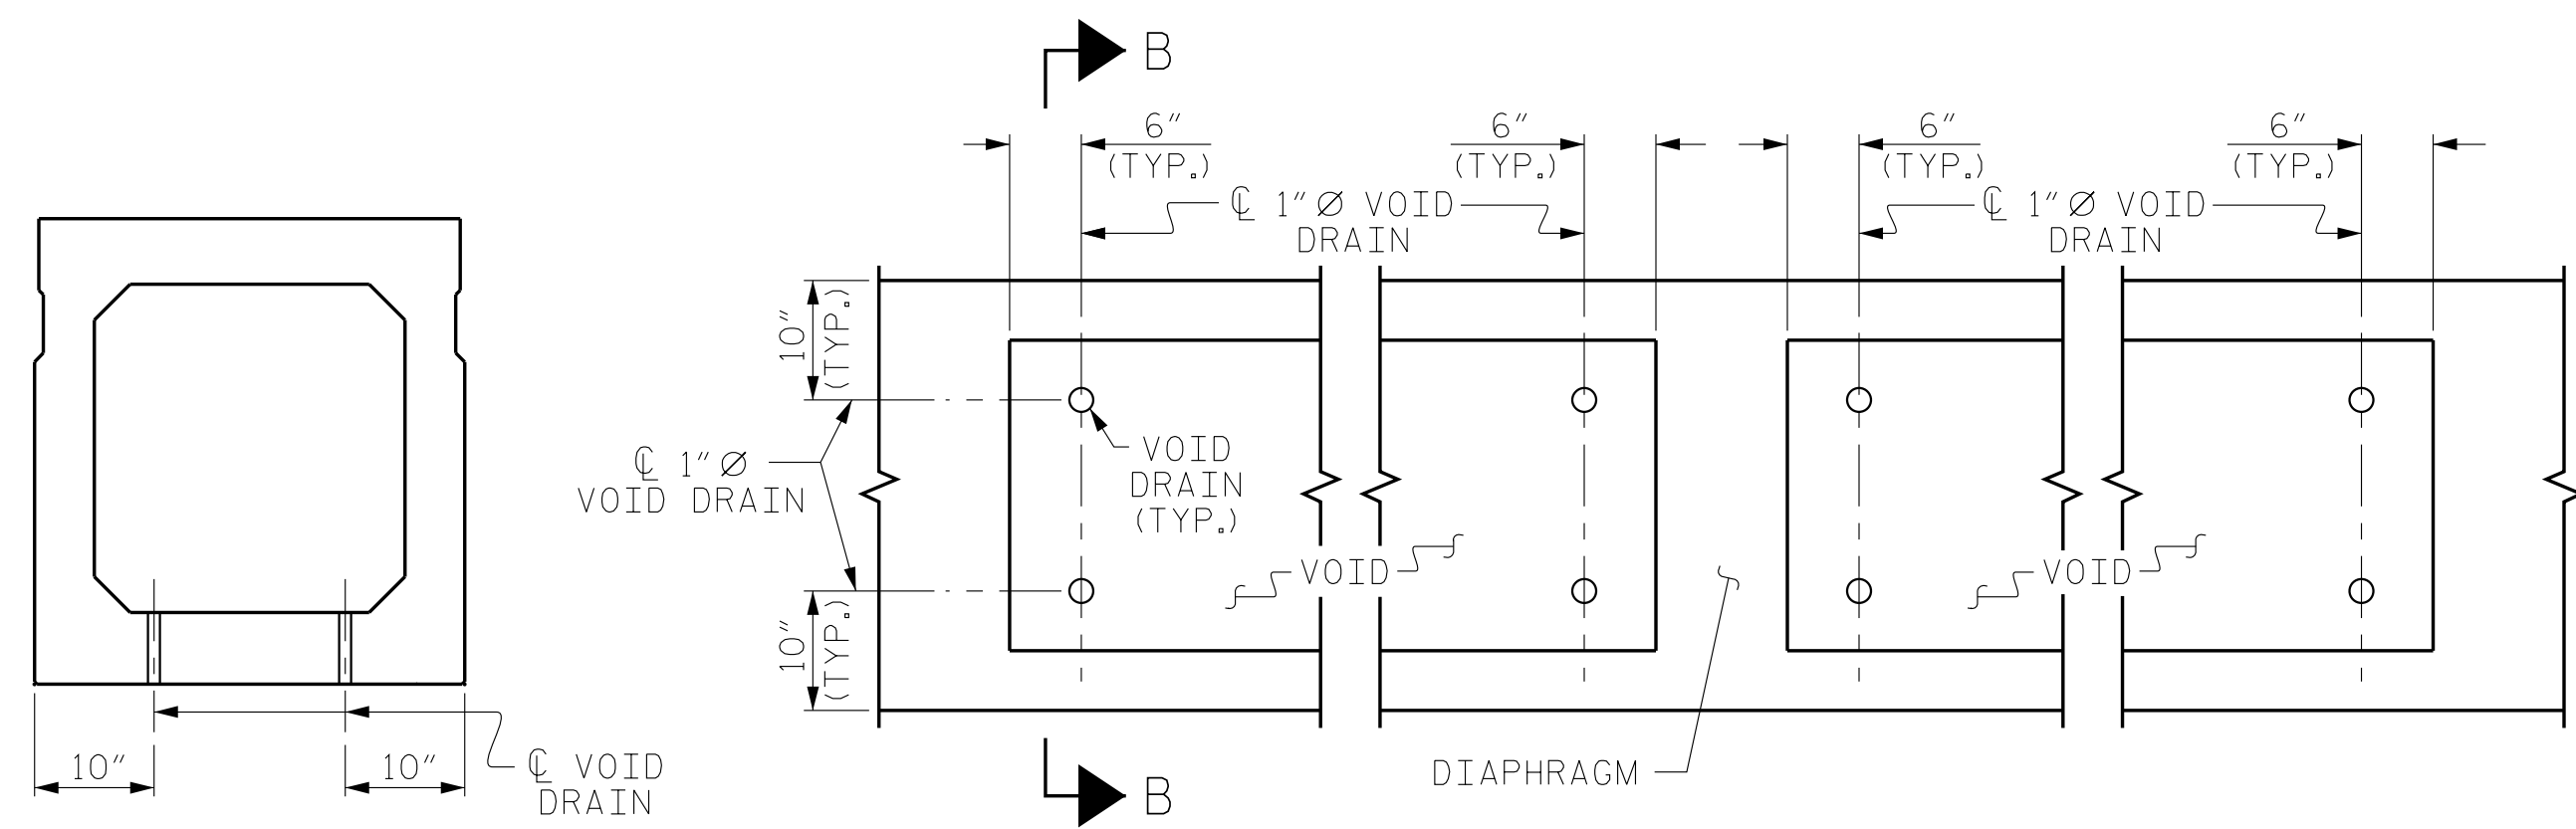 B
6" 6" 6" 6"
(TYP.) (TYP.) (TYP.) (TYP.)
℄ 1"Ø VOID
DRAIN
℄ 1"Ø VOID
DRAIN
10"
(TYP.)
℄ 1"Ø
VOID DRAIN
VOID
DRAIN
(TYP.)
VOID
VOID
10"
(TYP.)
10" 10"
℄ VOID
DRAIN
DIAPHRAGM
B